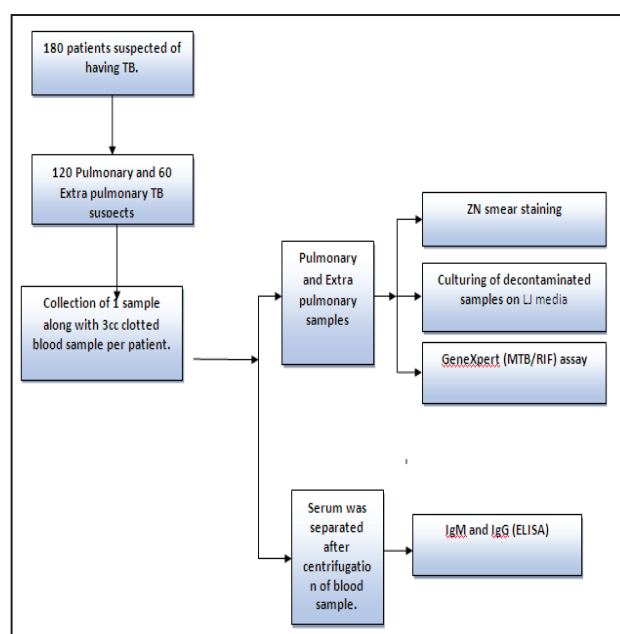 180 patients suspected of
having TB.
120 Pulmonary and 60
Extra pulmonary TB
suspects
Collection of 1 sample
along with 3cc clotted
blood sample per patient.
Pulmonary
and Extra
pulmonary
samples
ZN smear staining
Culturing of decontaminated
samples on LJ media
GeneXpert (MTB/RIF) assay
Serum was
separated
after
centrifugatio
n of blood
sample.
IgM and IgG (ELISA)